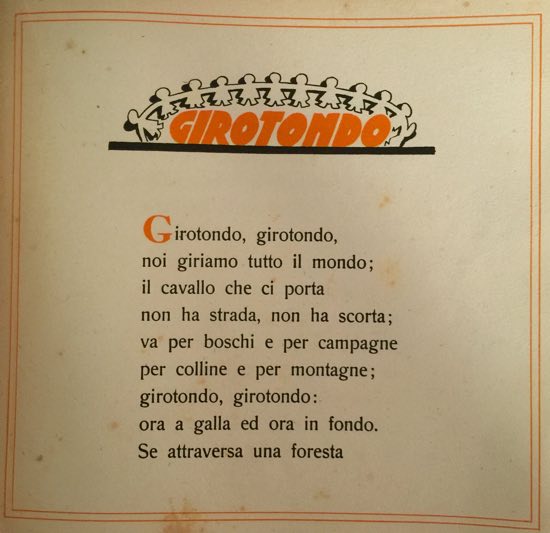 GIROTONDO
Girotondo, girotondo,
noi giriamo tutto il mondo;
il cavallo che ci porta
non ha strada, non ha scorta;
va per boschi e per campagne
per colline e per montagne;
girotondo, girotondo:
ora a galla ed ora in fondo.
Se attraversa una foresta